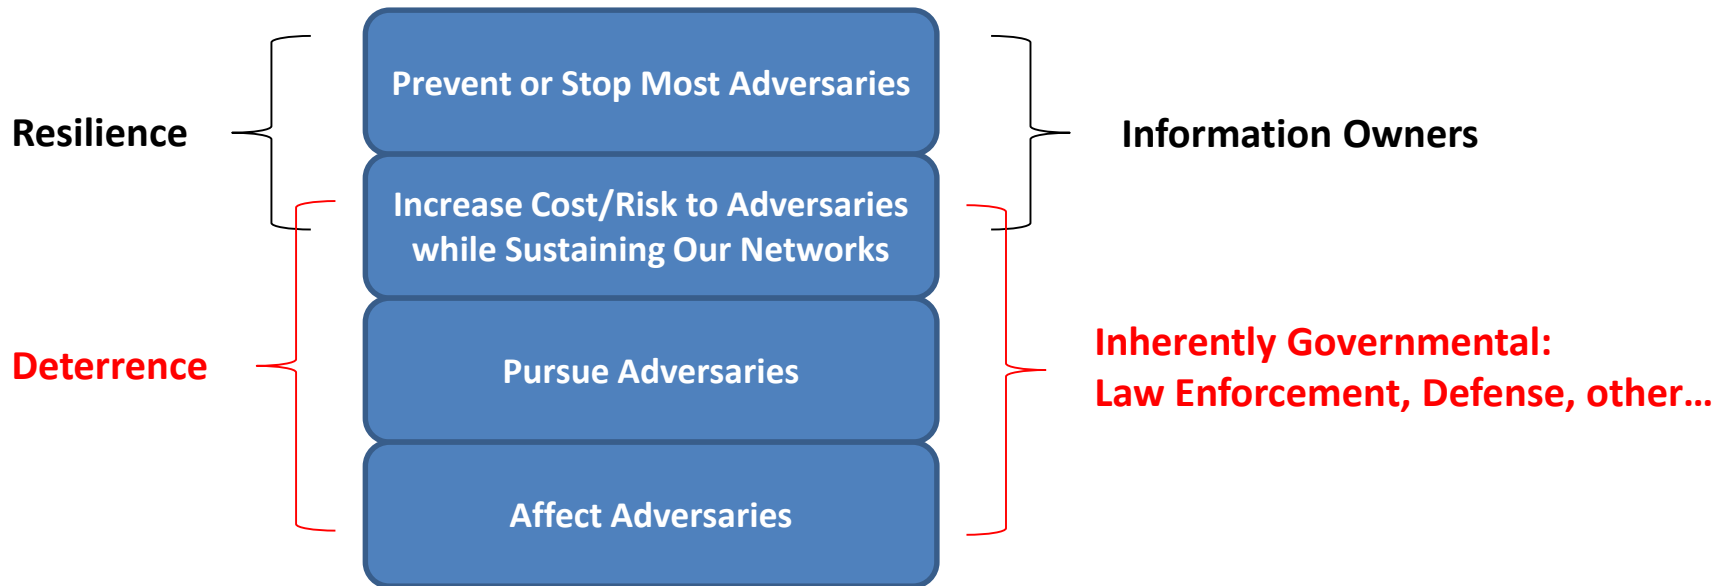 Prevent or Stop Most Adversaries
Resilience
Information Owners
Increase Cost/Risk to Adversaries
while Sustaining Our Networks
Deterrence
Pursue Adversaries
Inherently Governmental:
Law Enforcement, Defense, other…
Affect Adversaries